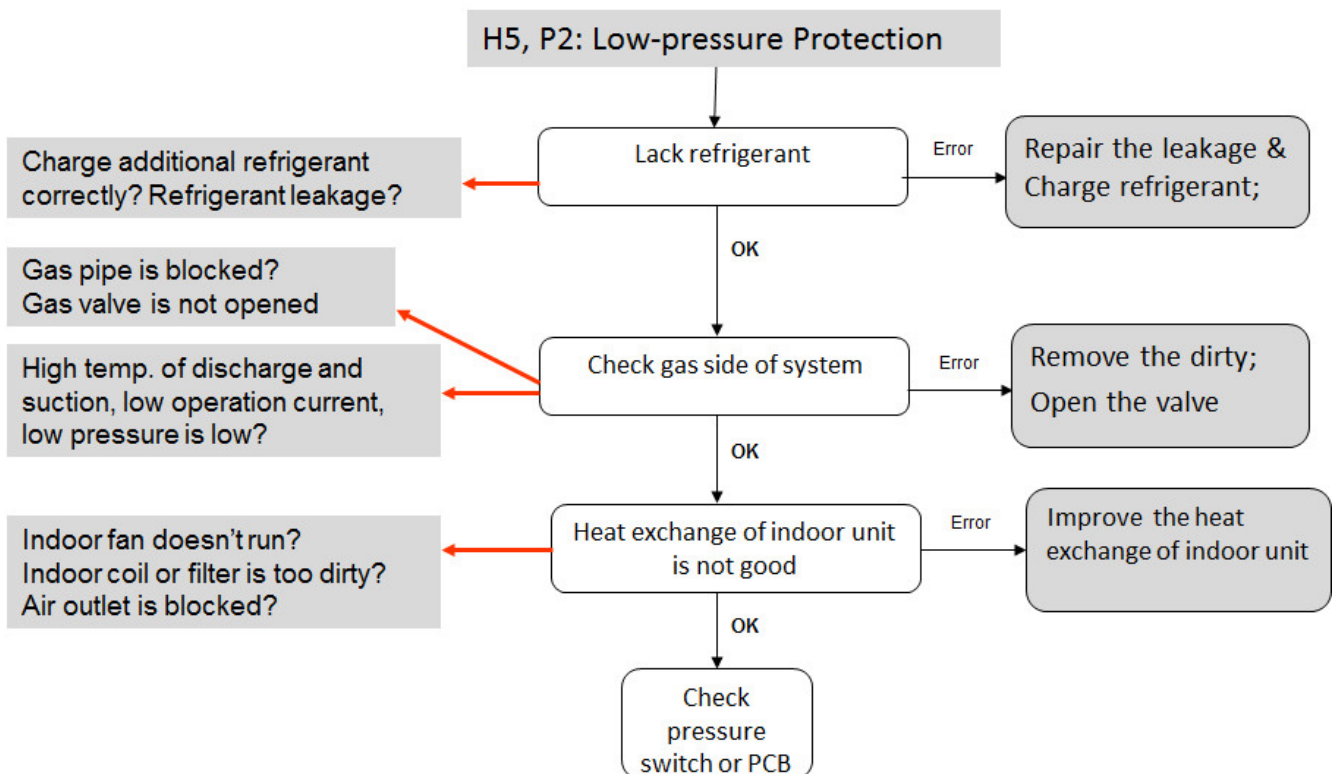 H5, P2: Low-pressure Protection
Lack refrigerant
Error
Repair the leakage &
Charge refrigerant;
Charge additional refrigerant
correctly? Refrigerant leakage?
OK
Gas pipe is blocked?
Gas valve is not opened
Check gas side of system
Error
Remove the dirty;
Open the valve
High temp. of discharge and
suction, low operation current,
low pressure is low?
OK
Indoor fan doesn't run?
Indoor coil or filter is too dirty?
Air outlet is blocked?
Heat exchange of indoor unit
is not good
Error
Improve the heat
exchange of indoor unit
OK
Check
pressure
switch or PCB